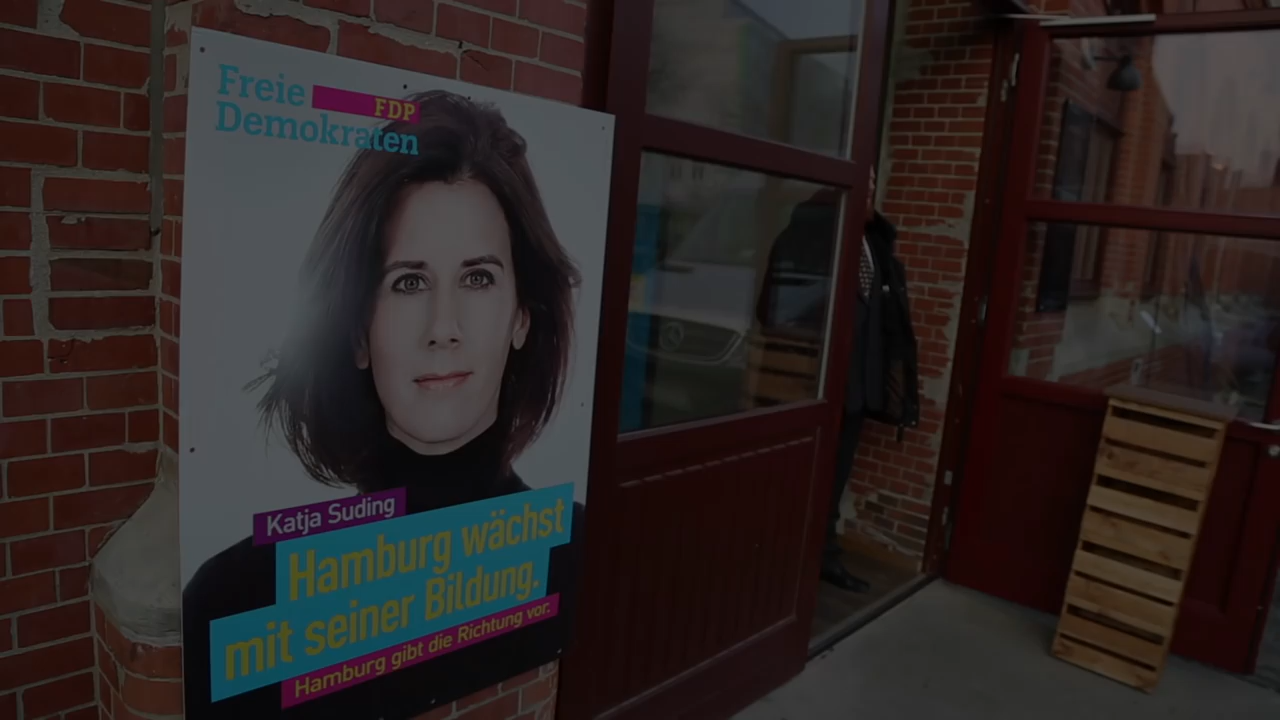 Freie
FDP
Demokraten
Katja Suding
Hamburg wächst
mit seiner Bildung.
Hamburg gibt die Richtung vor.